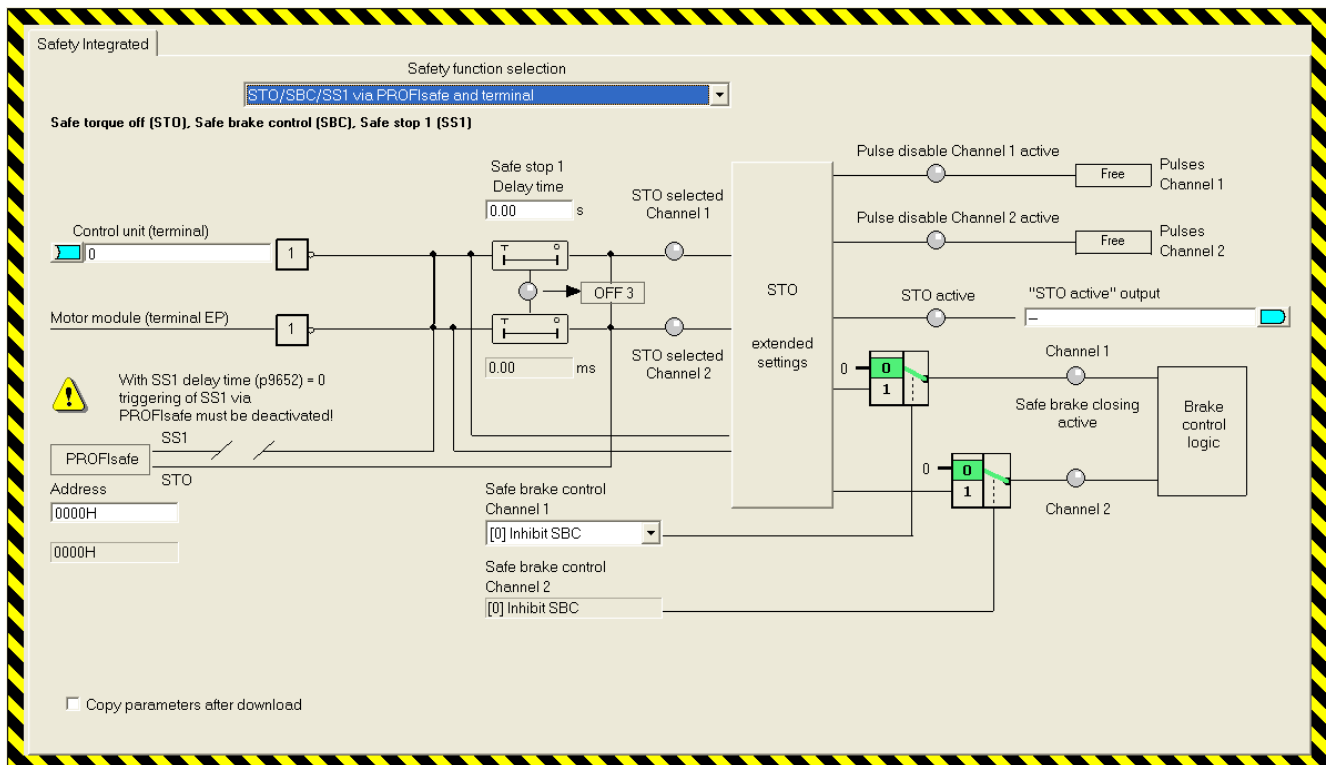 Safety Integrated
Safety function selection
STO/SBC/SS1 via PROFIsafe and terminal
Safe torque off (STO), Safe brake control (SBC), Safe stop 1 (SS1)
Safe stop 1
Delay time
0.00 s
STO selected
Channel 1
Pulse disable Channel 1 active
Free
Pulses
Channel 1
Control unit (terminal)
0
1
T 0
Pulse disable Channel 2 active
Free
Pulses
Channel 2
OFF 3
STO
extended
settings
STO active
"STO active" output
–
Motor module (terminal EP)
1
T 0
0.00 ms
STO selected
Channel 2
0
0
1
Channel 1
Safe brake closing
active
Brake
control
logic
With SS1 delay time (p9652) = 0
triggering of SS1 via
PROFIsafe must be deactivated!
SS1
PROFIsafe
STO
0
0
1
Channel 2
Address
0000H
0000H
Safe brake control
Channel 1
[0] Inhibit SBC
Safe brake control
Channel 2
[0] Inhibit SBC
Copy parameters after download